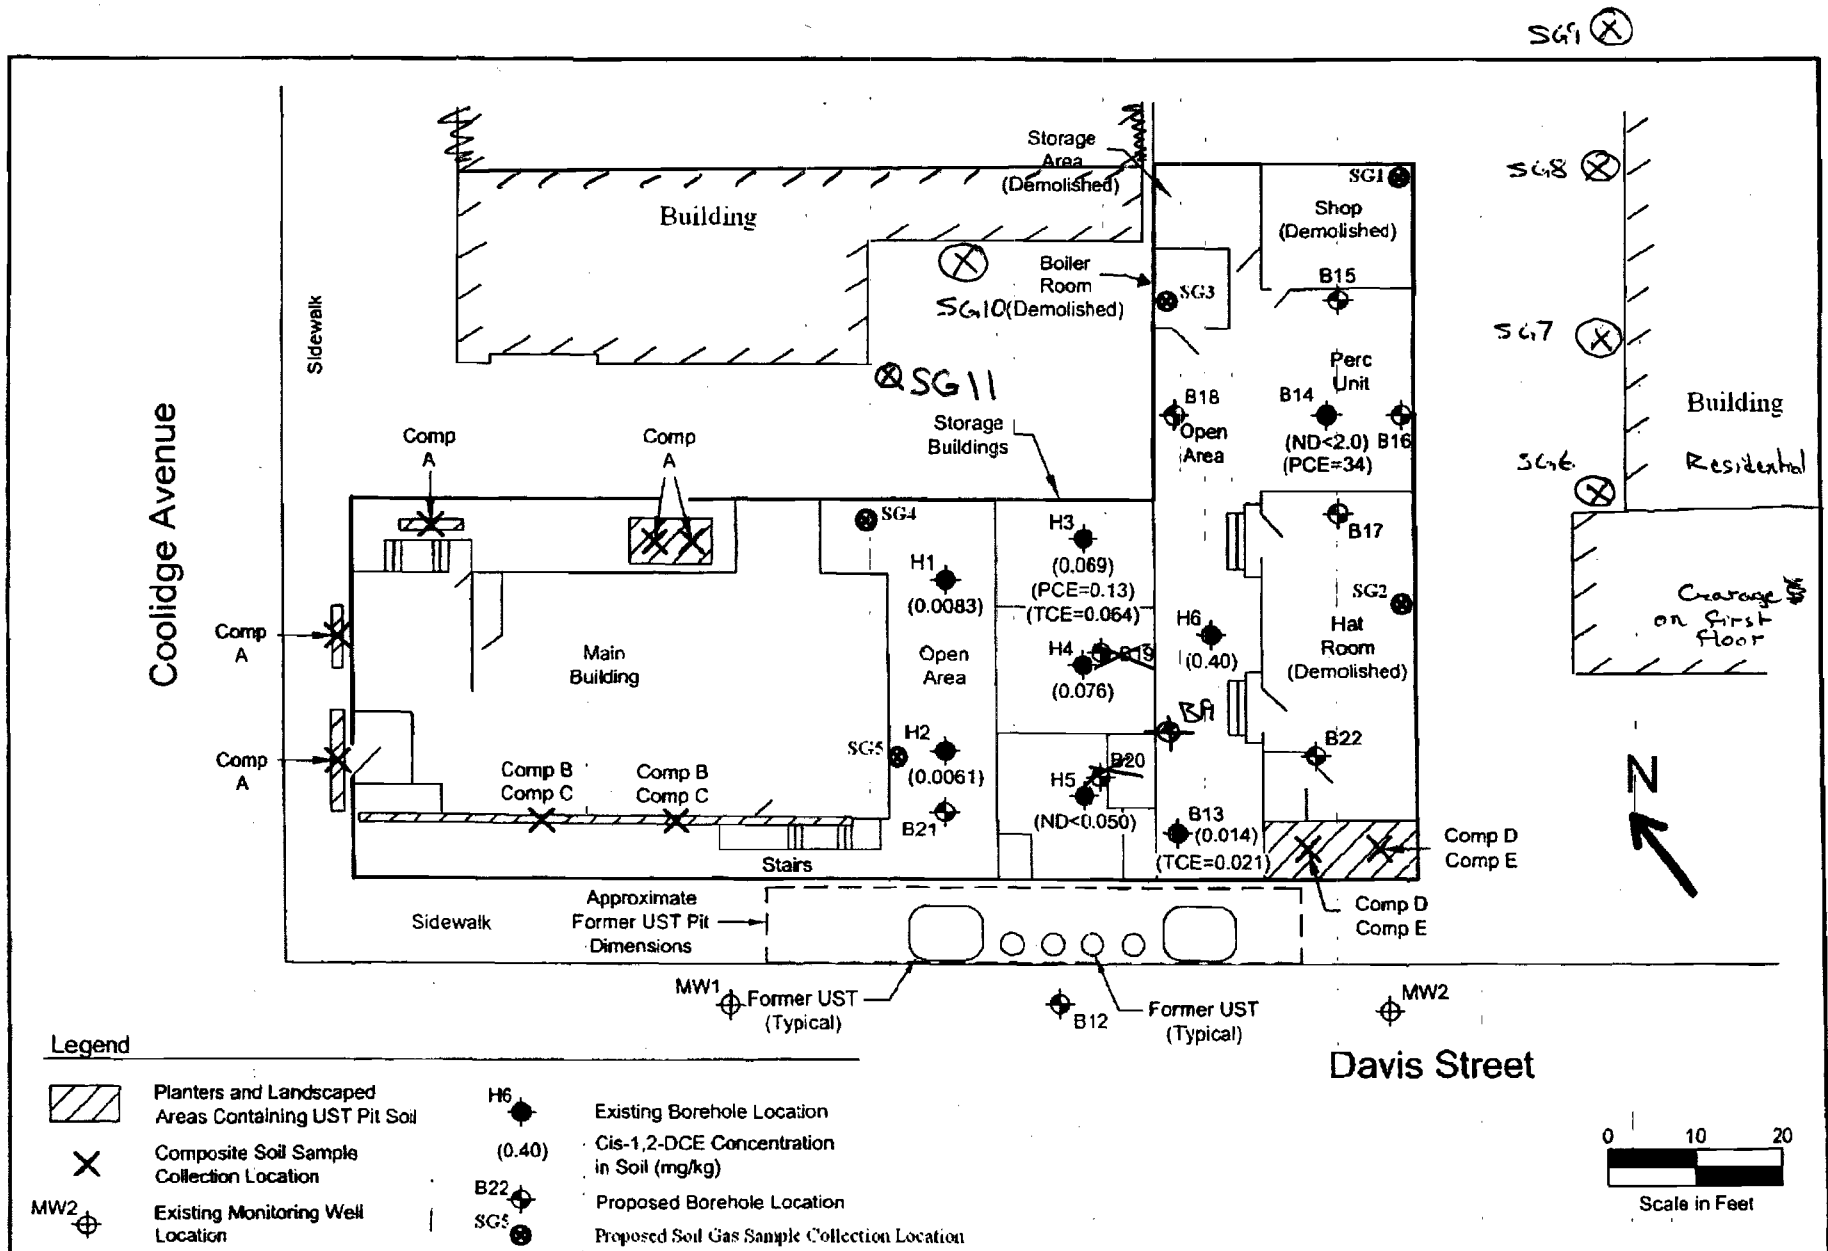 SG9
Storage
Area
(Demolished)
SG1
SG8
Building
Shop
(Demolished)
Boiler
Room
(Demolished)
SG3
SG10
B15
Sidewalk
SG7
Perc
Unit
SG11
B18
B14
Open
Area
(ND<2.0)
B16
(PCE=34)
Building
Residential
SG6
Storage
Buildings
Comp
A
Comp
A
Coolidge Avenue
SG4
H3
(0.069)
(PCE=0.13)
(TCE=0.064)
B17
H1
(0.0083)
SG2
Garage
on first
floor
Comp
A
Main
Building
Open
Area
H4
B19
(0.076)
H6
(0.40)
Hat
Room
(Demolished)
Comp
A
SG5
H2
(0.0061)
B20
H5
(ND<0.050)
B22
N
Comp B
Comp C
Comp B
Comp C
B21
B13
(0.014)
(TCE=0.021)
Comp D
Comp E
Stairs
Sidewalk
Approximate
Former UST Pit
Dimensions
Comp D
Comp E
MW1
Former UST
(Typical)
B12
Former UST
(Typical)
MW2
Davis Street
Legend
Planters and Landscaped
Areas Containing UST Pit Soil
Composite Soil Sample
Collection Location
MW2
Existing Monitoring Well
Location
H6
Existing Borehole Location
(0.40)
Cis-1,2-DCE Concentration
in Soil (mg/kg)
B22
Proposed Borehole Location
SG5
Proposed Soil Gas Sample Collection Location
0 10 20
Scale in Feet